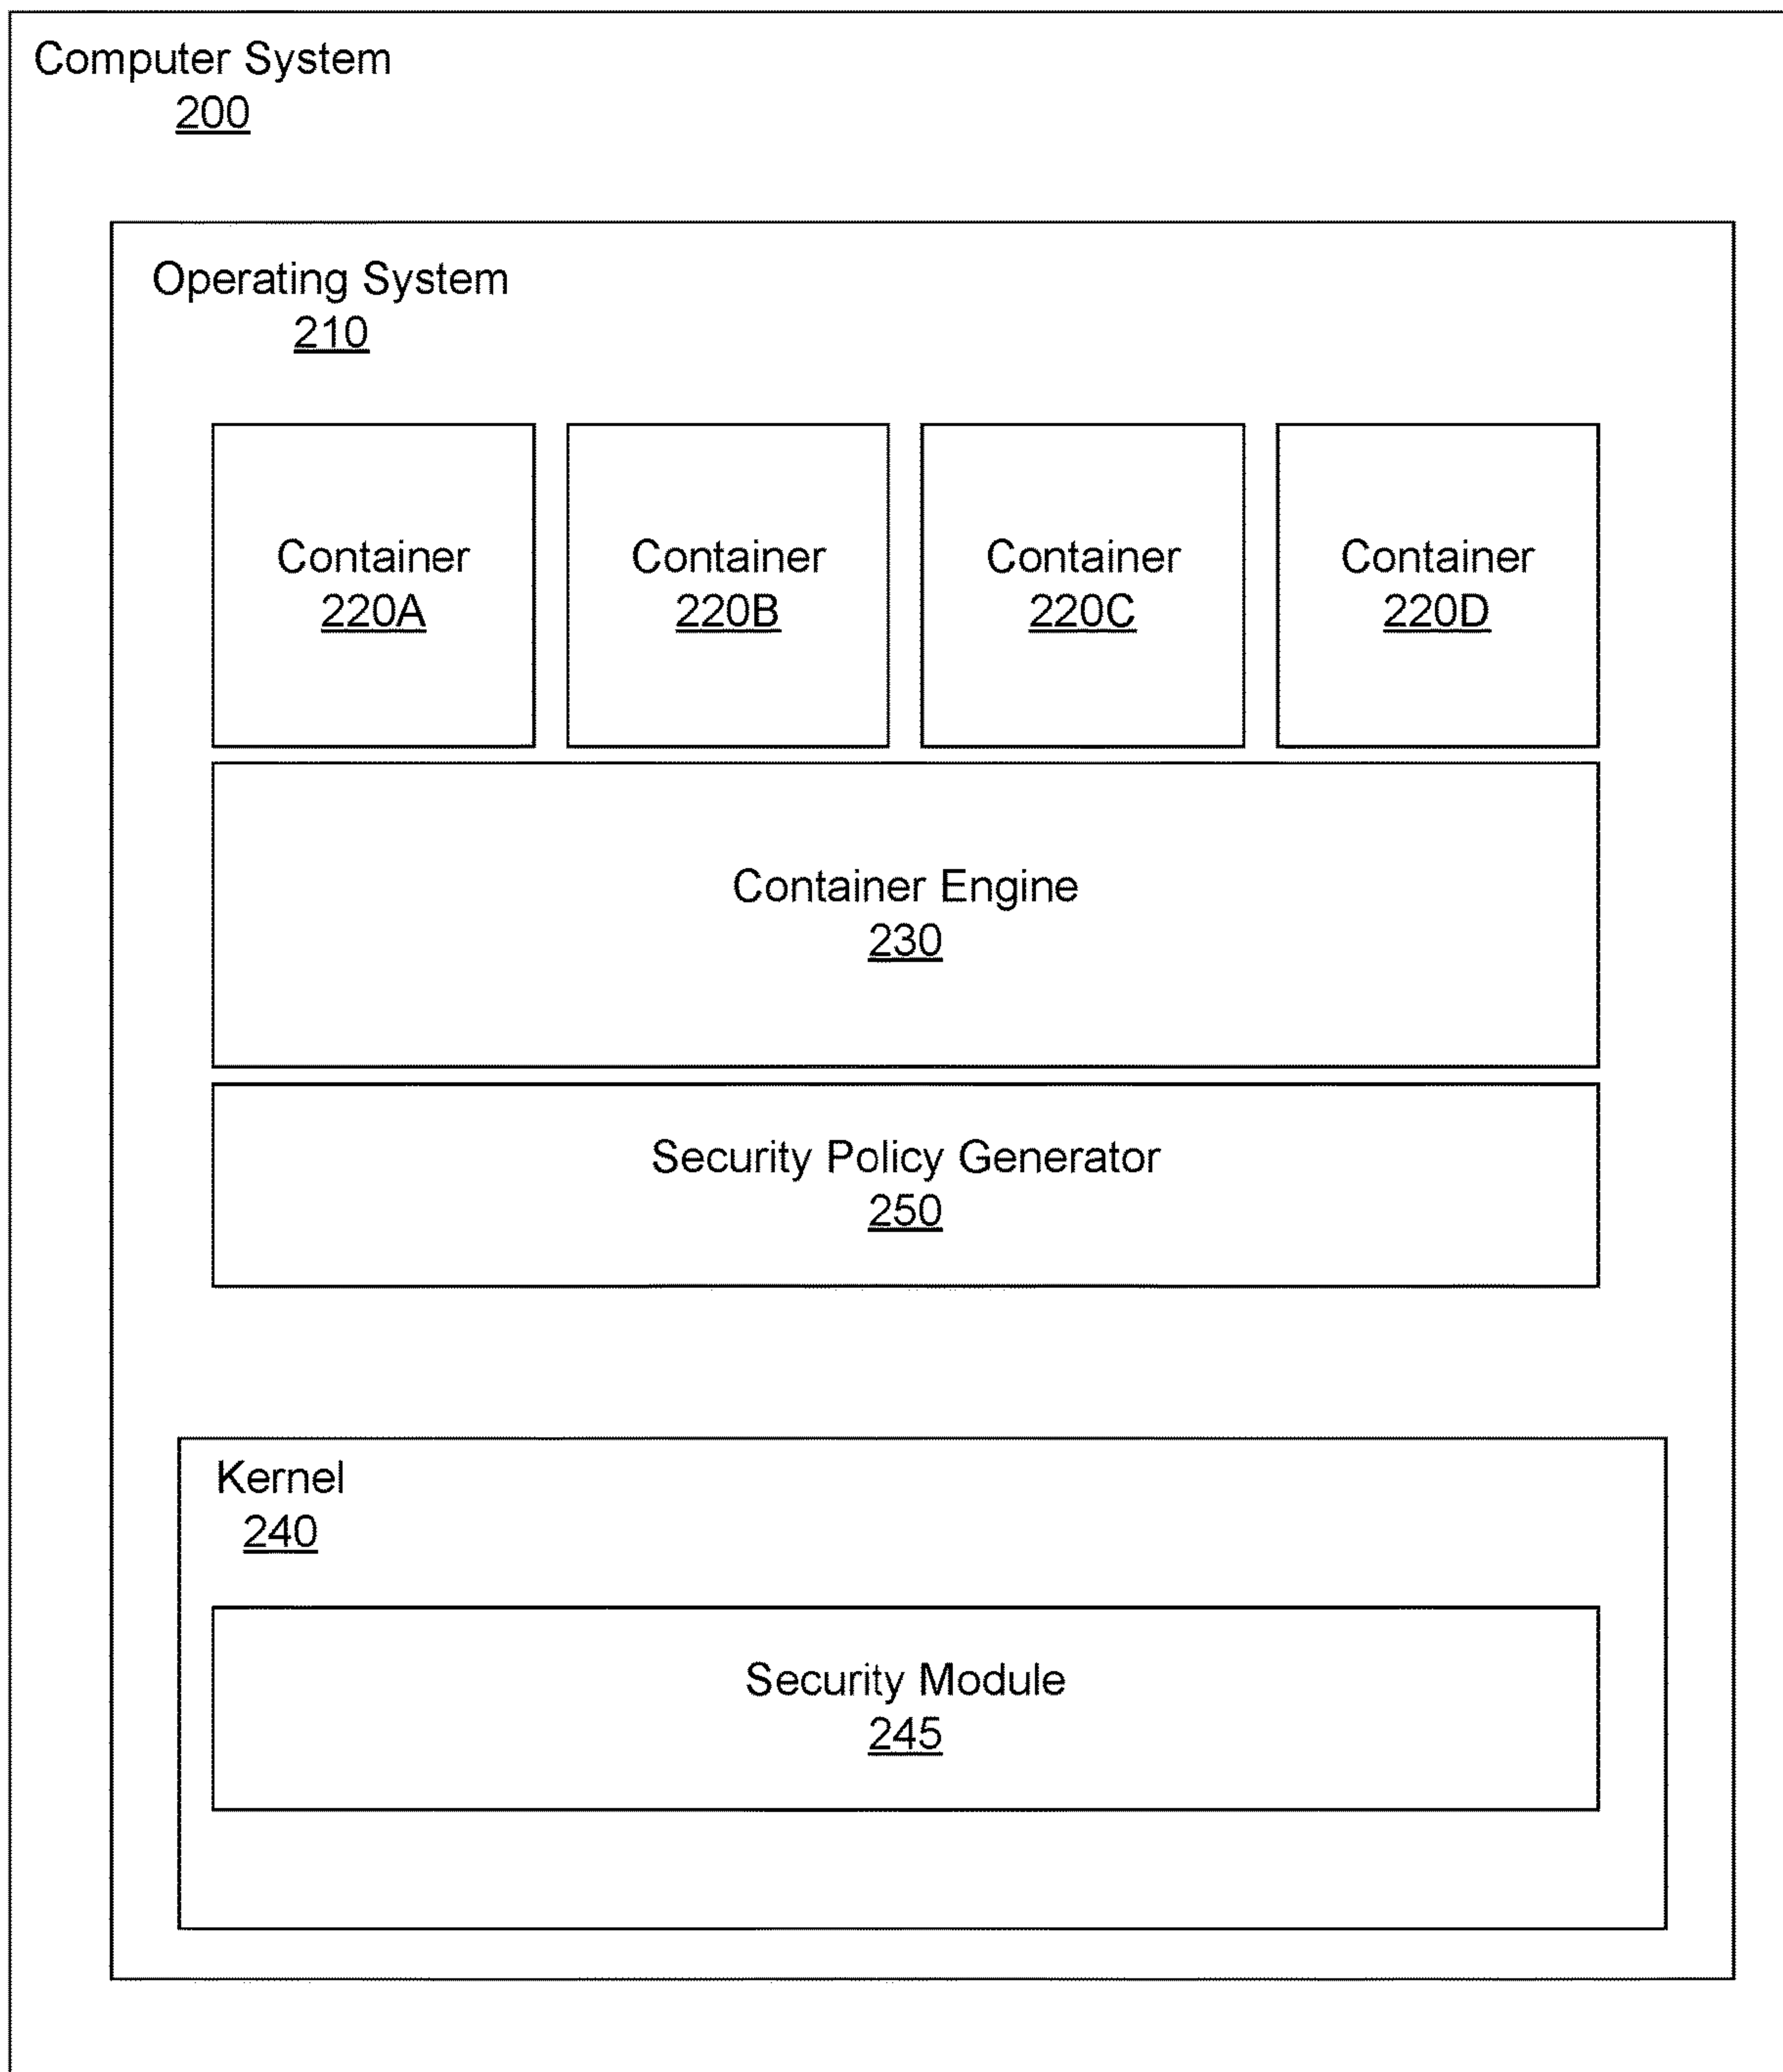 Computer System
200
Operating System
210
Container
220A
Container
220B
Container
220C
Container
220D
Container Engine
230
Security Policy Generator
250
Kernel
240
Security Module
245